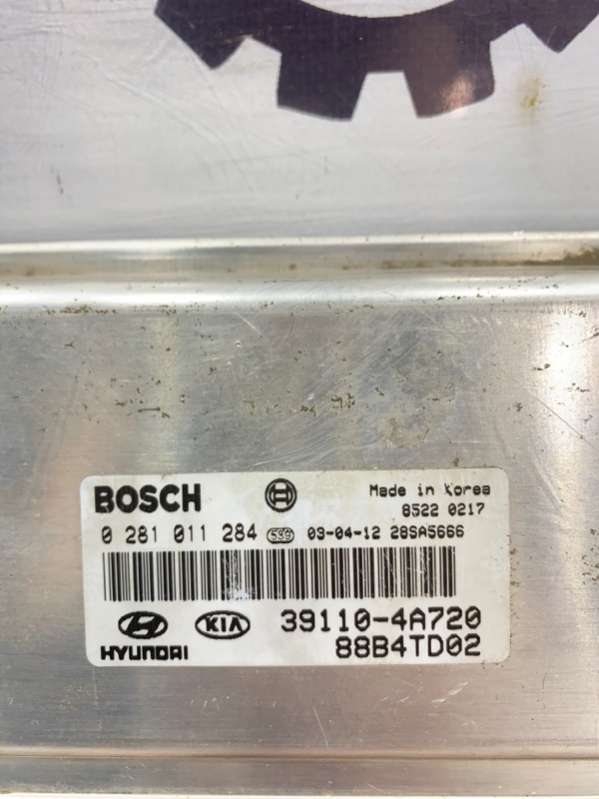 BOSCH
Made in Korea
8522 0217
0 281 011 284 S39 03-04-12 28SA5666
HYUNDAI
KIA
39110-4A720
88B4TD02